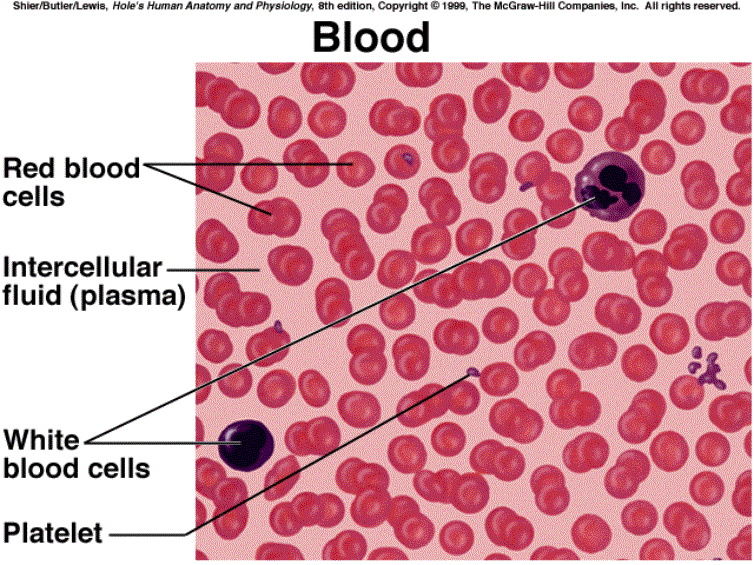 Shier/Butler/Lewis, Hole's Human Anatomy and Physiology, 8th edition, Copyright © 1999, The McGraw-Hill Companies, Inc. All rights reserved.
Blood
Red blood
cells
Intercellular
fluid (plasma)
White
blood cells
Platelet